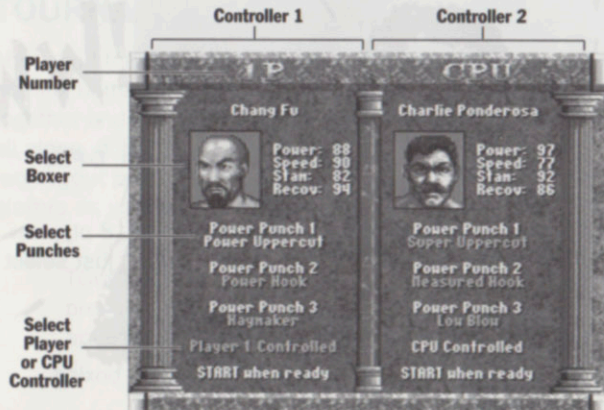 Controller 1
Controller 2
Player
Number
1P
CPU
Chang Fu
Charlie Ponderosa
Select
Boxer
Power: 88
Speed: 90
Stam: 82
Recov: 94
Power: 97
Speed: 77
Stam: 92
Recov: 86
Select
Punches
Power Punch 1
Power Uppercut
Power Punch 1
Super Uppercut
Power Punch 2
Power Hook
Power Punch 2
Measured Hook
Power Punch 3
Haymaker
Power Punch 3
Low Blow
Select
Player
or CPU
Controller
Player 1 Controlled
CPU Controlled
START when ready
START when ready